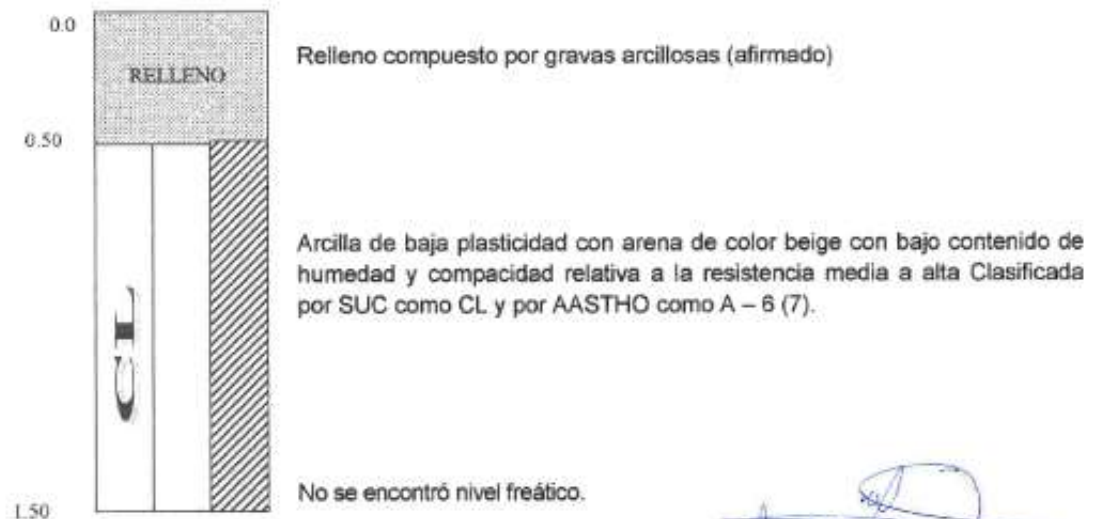 0.0
RELLENO
Relleno compuesto por gravas arcillosas (afirmado)
0.50
Arcilla de baja plasticidad con arena de color beige con bajo contenido de
humedad y compacidad relativa a la resistencia media a alta Clasificada
por SUC como CL y por AASTHO como A – 6 (7).
CL
No se encontró nivel freático.
1.50